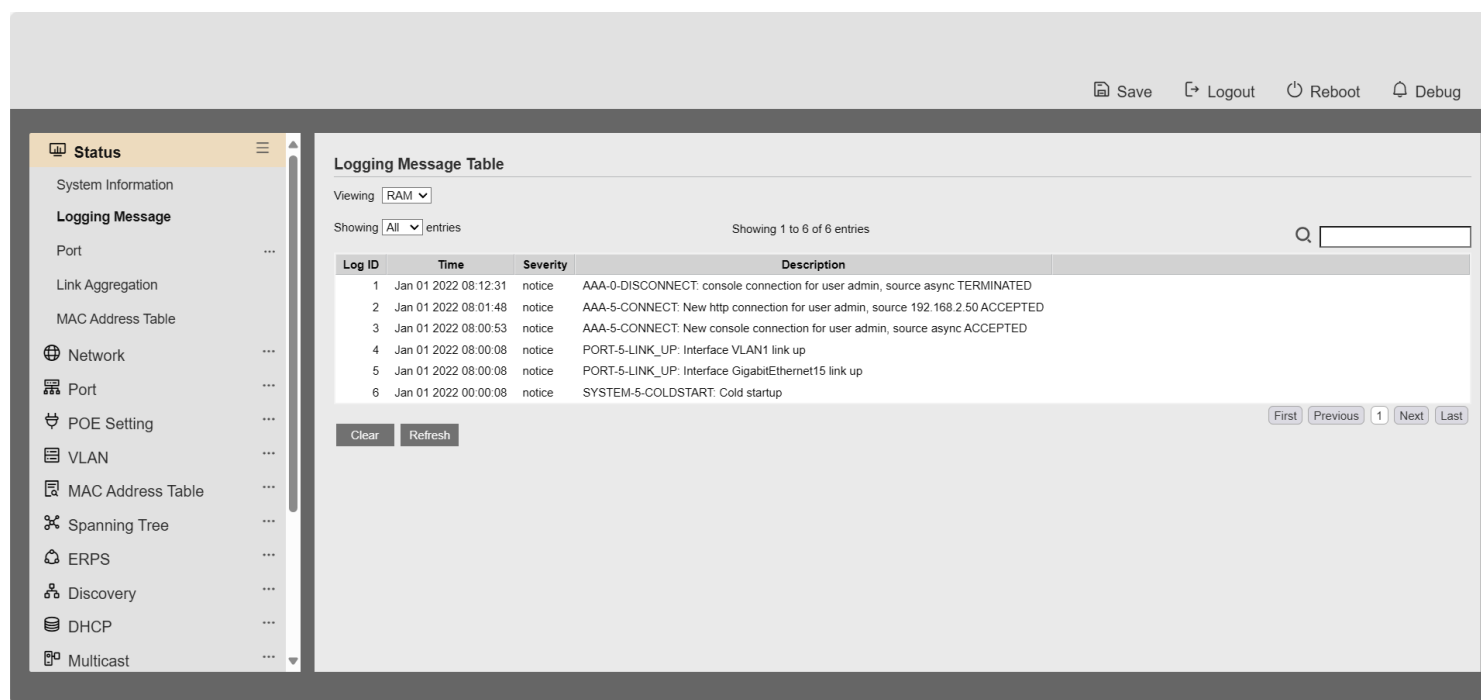 Save Logout Reboot Debug
Status
System Information
Logging Message
Port ...
Link Aggregation
MAC Address Table
Network ...
Port ...
POE Setting ...
VLAN ...
MAC Address Table ...
Spanning Tree ...
ERPS ...
Discovery ...
DHCP ...
Multicast ...
Logging Message Table
Viewing RAM
Showing All entries Showing 1 to 6 of 6 entries
Log ID Time Severity Description
1 Jan 01 2022 08:12:31 notice AAA-0-DISCONNECT: console connection for user admin, source async TERMINATED
2 Jan 01 2022 08:01:48 notice AAA-5-CONNECT: New http connection for user admin, source 192.168.2.50 ACCEPTED
3 Jan 01 2022 08:00:53 notice AAA-5-CONNECT: New console connection for user admin, source async ACCEPTED
4 Jan 01 2022 08:00:08 notice PORT-5-LINK_UP: Interface VLAN1 link up
5 Jan 01 2022 08:00:08 notice PORT-5-LINK_UP: Interface GigabitEthernet15 link up
6 Jan 01 2022 00:00:08 notice SYSTEM-5-COLDSTART: Cold startup
First Previous 1 Next Last
Clear Refresh